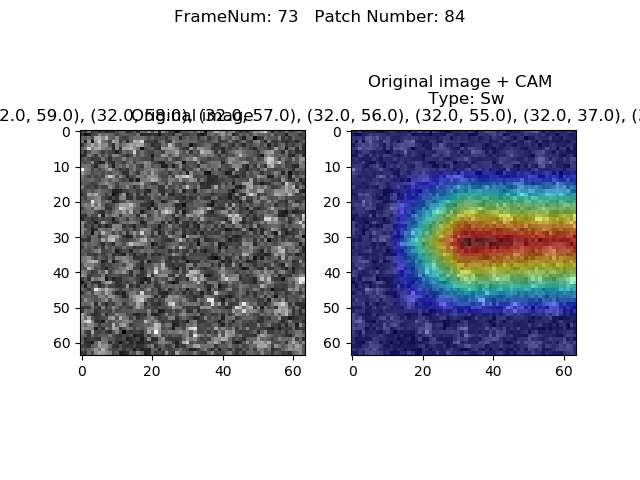 FrameNum: 73   Patch Number: 84
Original image + CAM
Type: Sw
2.0, 59.0), (32.0, 58.0), (32.0, 57.0), (32.0, 56.0), (32.0, 55.0), (32.0, 37.0), (3
Original image
0
10
20
30
40
50
60
0 20 40 60
0
10
20
30
40
50
60
0 20 40 60